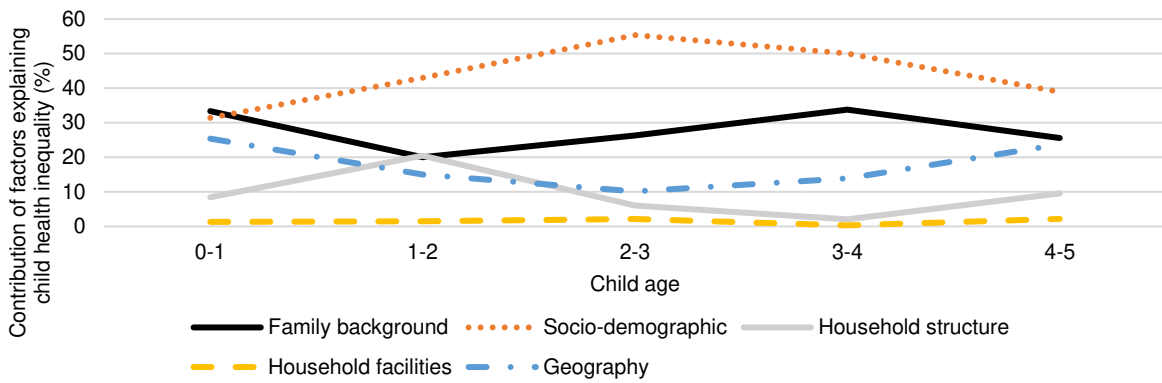 Contribution of factors explaining
child health inequality (%)
60
50
40
30
20
10
0
0-1
1-2
2-3
3-4
4-5
Child age
Family background
Socio-demographic
Household structure
Household facilities
Geography